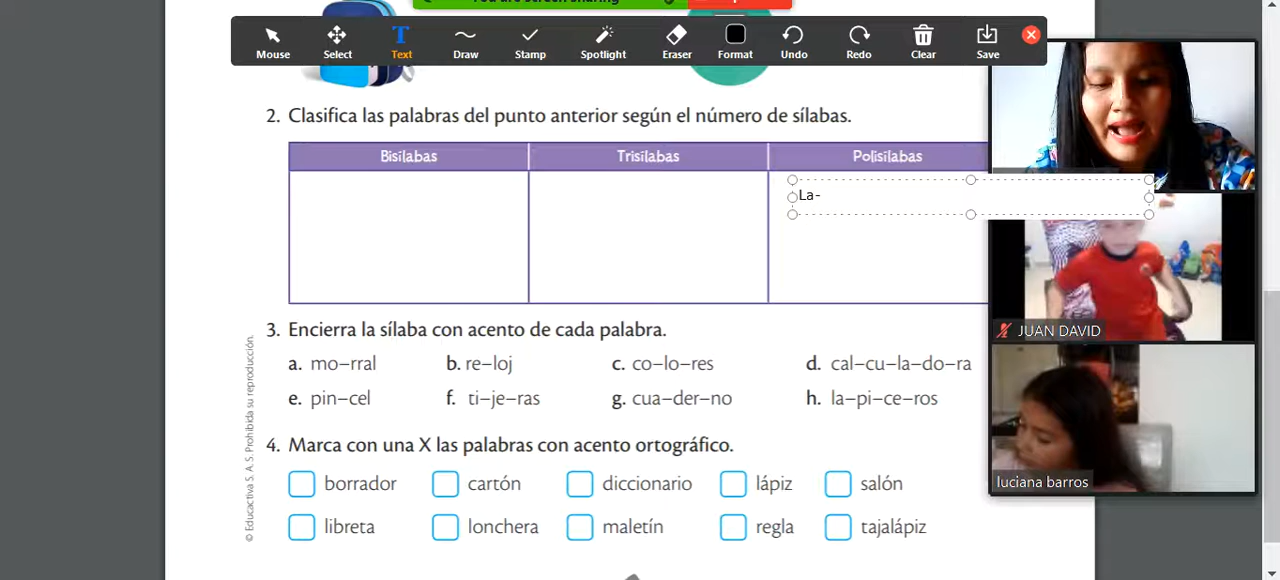 You are screen sharing
Mouse Select Text Draw Stamp Spotlight Eraser Format Undo Redo Clear Save
2. Clasifica las palabras del punto anterior según el número de sílabas.
Bisílabas Trisílabas Polisílabas
La-
JUAN DAVID
3. Encierra la sílaba con acento de cada palabra.
a. mo–rral b. re–loj c. co–lo–res d. cal–cu–la–do–ra
e. pin–cel f. ti–je–ras g. cua–der–no h. la–pi–ce–ros
4. Marca con una X las palabras con acento ortográfico.
borrador cartón diccionario lápiz salón
luciana barros
libreta lonchera maletín regla tajalápiz
© Educactiva S. A. S. Prohibida su reproducción.